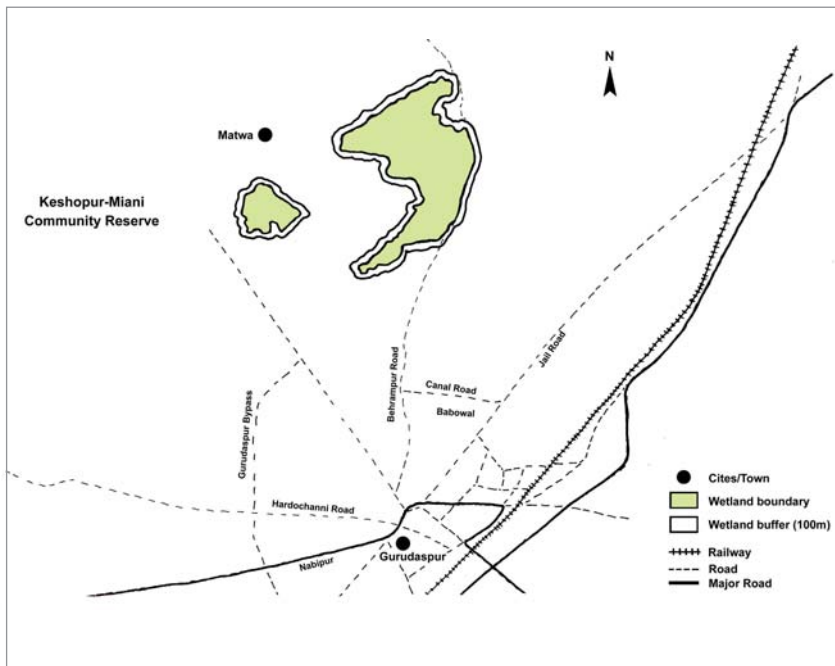 N
Matwa
Keshopur-Miani
Community Reserve
Jail Road
Behrampur Road
Canal Road
Babowal
Gurudaspur Bypass
Hardochanni Road
Nabipur
Gurudaspur
Cites/Town
Wetland boundary
Wetland buffer (100m)
Railway
Road
Major Road